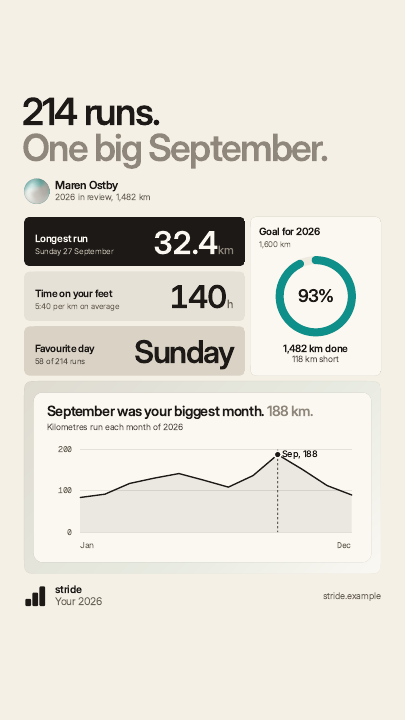 214 runs.
One big September.
Maren Ostby
2026 in review, 1,482 km
Longest run
Sunday 27 September
32.4km
Time on your feet
5:40 per km on average
140h
Favourite day
58 of 214 runs
Sunday
Goal for 2026
1,600 km
93%
1,482 km done
118 km short
September was your biggest month. 188 km.
Kilometres run each month of 2026
200
Sep, 188
100
0
Jan
Dec
stride
Your 2026
stride.example